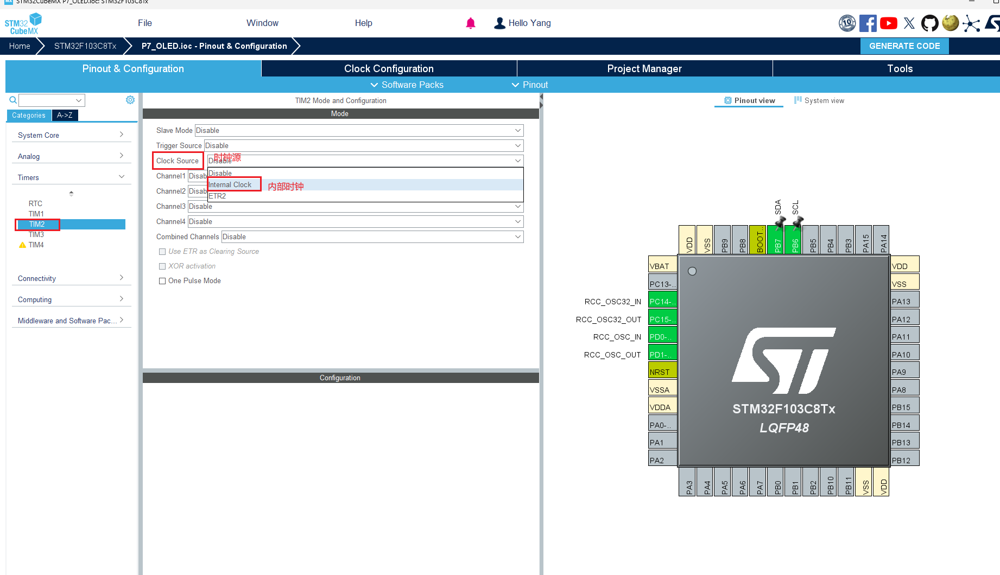 STM32CubeMX P7_OLED.ioc: STM32F103C8Tx
STM32
CubeMX
File
Window
Help
Hello Yang
Home
STM32F103C8Tx
P7_OLED.ioc - Pinout & Configuration
GENERATE CODE
Pinout & Configuration
Clock Configuration
Project Manager
Tools
Software Packs
Pinout
Categories
A->Z
System Core
Analog
Timers
RTC
TIM1
TIM2
TIM3
TIM4
Connectivity
Computing
Middleware and Software Pac...
TIM2 Mode and Configuration
Mode
Slave Mode Disable
Trigger Source Disable
Clock Source Disable
时钟源
Disable
Internal Clock
内部时钟
ETR2
Channel1 Disab
Channel2 Disab
Channel3 Disable
Channel4 Disable
Combined Channels Disable
Use ETR as Clearing Source
XOR activation
One Pulse Mode
Configuration
Pinout view
System view
SDA
SCL
VDD
VSS
PB9
PB8
BOOT..
PB7
PB6
PB5
PB4
PB3
PA15
PA14
VBAT
PC13-..
RCC_OSC32_IN PC14-..
RCC_OSC32_OUT PC15-..
RCC_OSC_IN PD0-..
RCC_OSC_OUT PD1-..
NRST
VSSA
VDDA
PA0-..
PA1
PA2
VDD
VSS
PA13
PA12
PA11
PA10
PA9
PA8
PB15
PB14
PB13
PB12
ST
STM32F103C8Tx
LQFP48
PA3
PA4
PA5
PA6
PA7
PB0
PB1
PB2
PB10
PB11
VSS
VDD